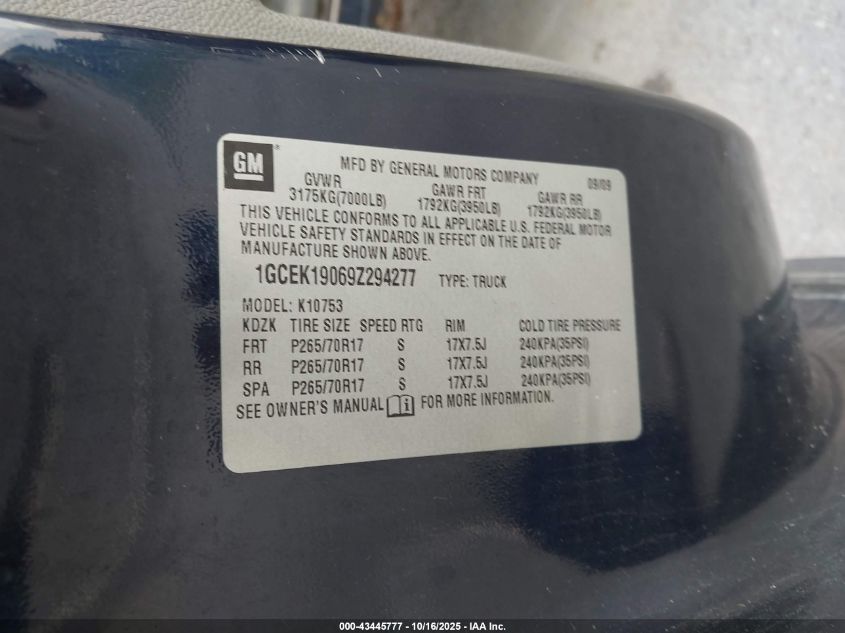 GM
MFD BY GENERAL MOTORS COMPANY 09/09
GVWR GAWR FRT GAWR RR
3175KG(7000LB) 1792KG(3950LB) 1792KG(3950LB)
THIS VEHICLE CONFORMS TO ALL APPLICABLE U.S. FEDERAL MOTOR
VEHICLE SAFETY STANDARDS IN EFFECT ON THE DATE OF
MANUFACTURE SHOWN ABOVE.
1GCEK19069Z294277 TYPE: TRUCK
MODEL: K10753
KDZK TIRE SIZE SPEED RTG RIM COLD TIRE PRESSURE
FRT P265/70R17 S 17X7.5J 240KPA(35PSI)
RR P265/70R17 S 17X7.5J 240KPA(35PSI)
SPA P265/70R17 S 17X7.5J 240KPA(35PSI)
SEE OWNER'S MANUAL FOR MORE INFORMATION.
000-43445777 - 10/16/2025 - IAA Inc.